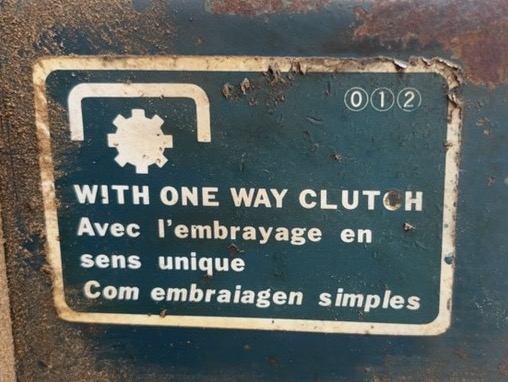 ⓪①②
WITH ONE WAY CLUTCH
Avec l'embrayage en
sens unique
Com embraiagen simples